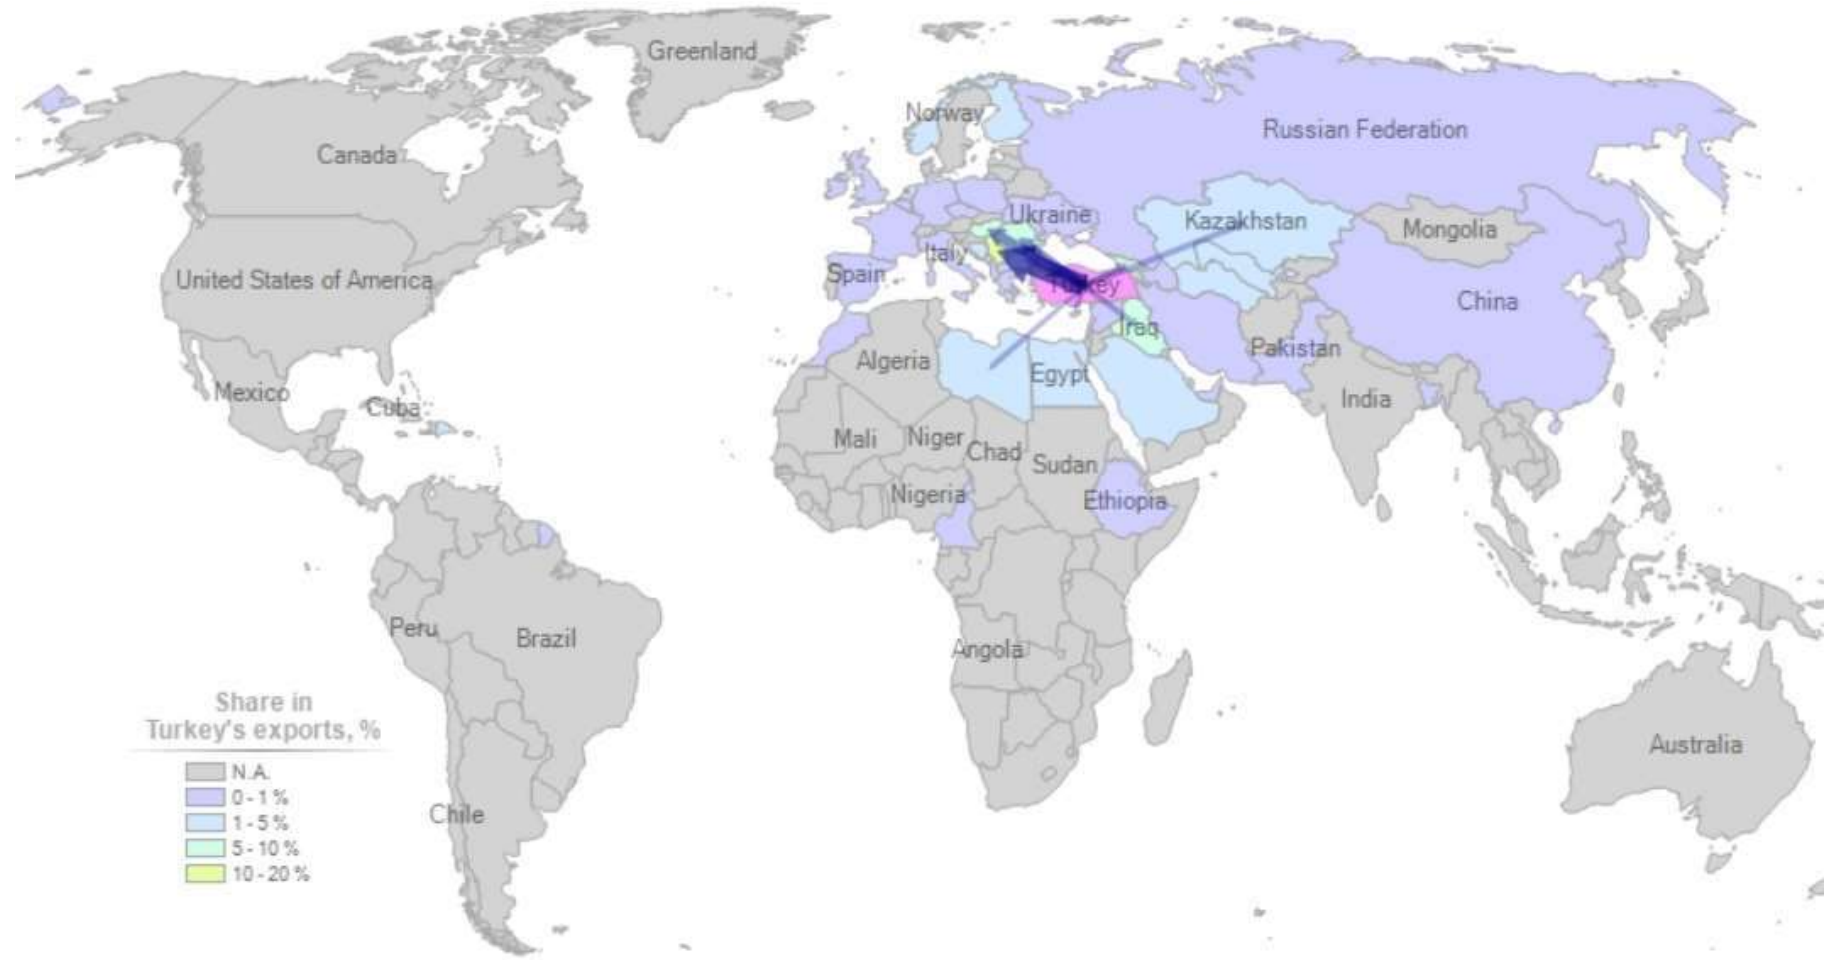 Greenland
Norway
Russian Federation
Canada
Ukraine
Kazakhstan
Mongolia
Italy
Spain
United States of America
Turkey
China
Iraq
Pakistan
Algeria
Egypt
Mexico
Cuba
India
Mali
Niger
Chad
Sudan
Nigeria
Ethiopia
Peru
Brazil
Angola
Share in
Turkey's exports, %
Australia
N.A.
0 - 1 %
1 - 5 %
Chile
5 - 10 %
10 - 20 %